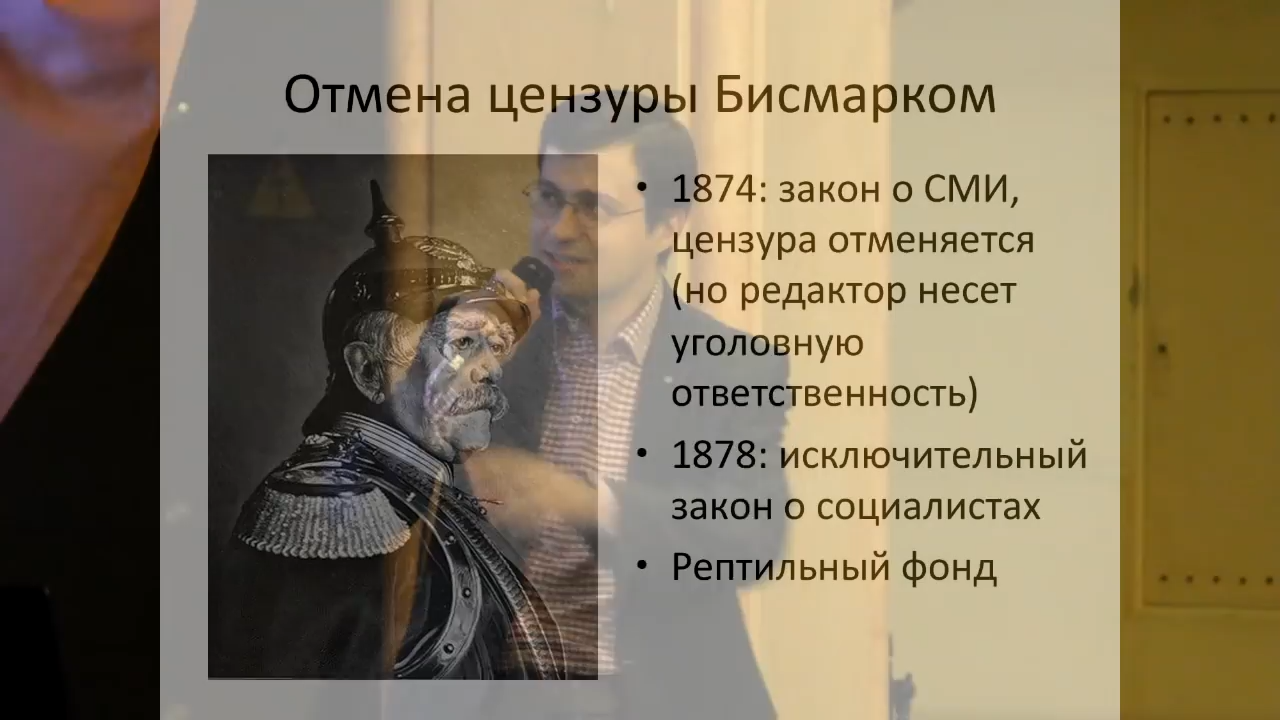 Отмена цензуры Бисмарком
• 1874: закон о СМИ,
цензура отменяется
(но редактор несет
уголовную
ответственность)
• 1878: исключительный
закон о социалистах
• Рептильный фонд